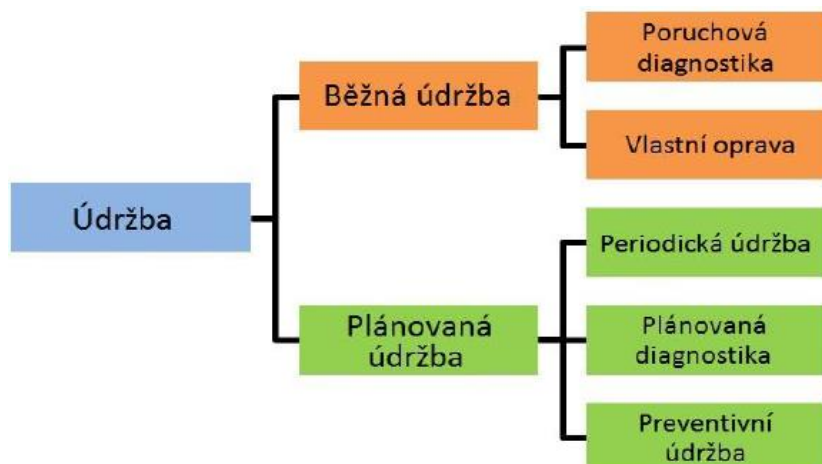 Údržba
Běžná údržba
Poruchová
diagnostika
Vlastní oprava
Plánovaná
údržba
Periodická údržba
Plánovaná
diagnostika
Preventivní
údržba